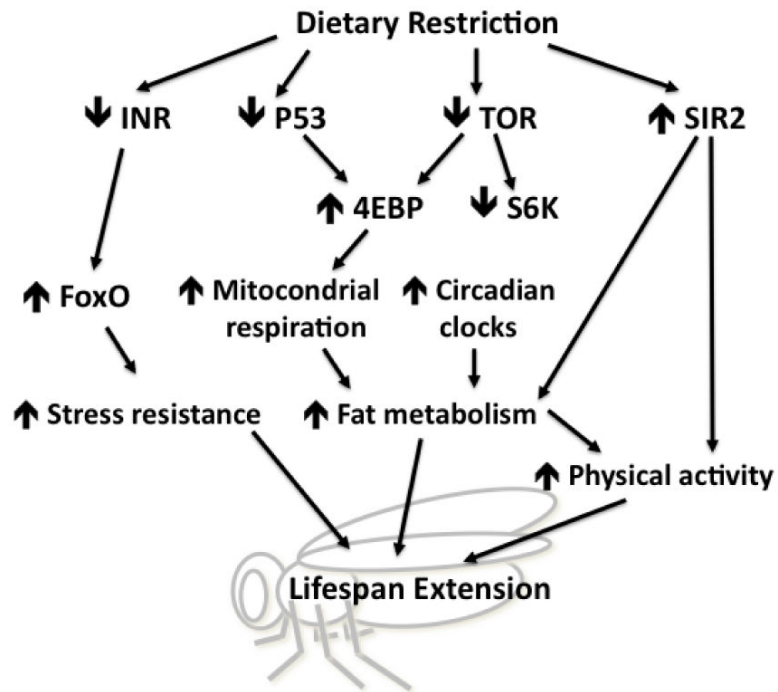 Dietary Restriction
INR
P53
TOR
SIR2
4EBP
S6K
FoxO
Mitocondrial
respiration
Circadian
clocks
Stress resistance
Fat metabolism
Physical activity
Lifespan Extension